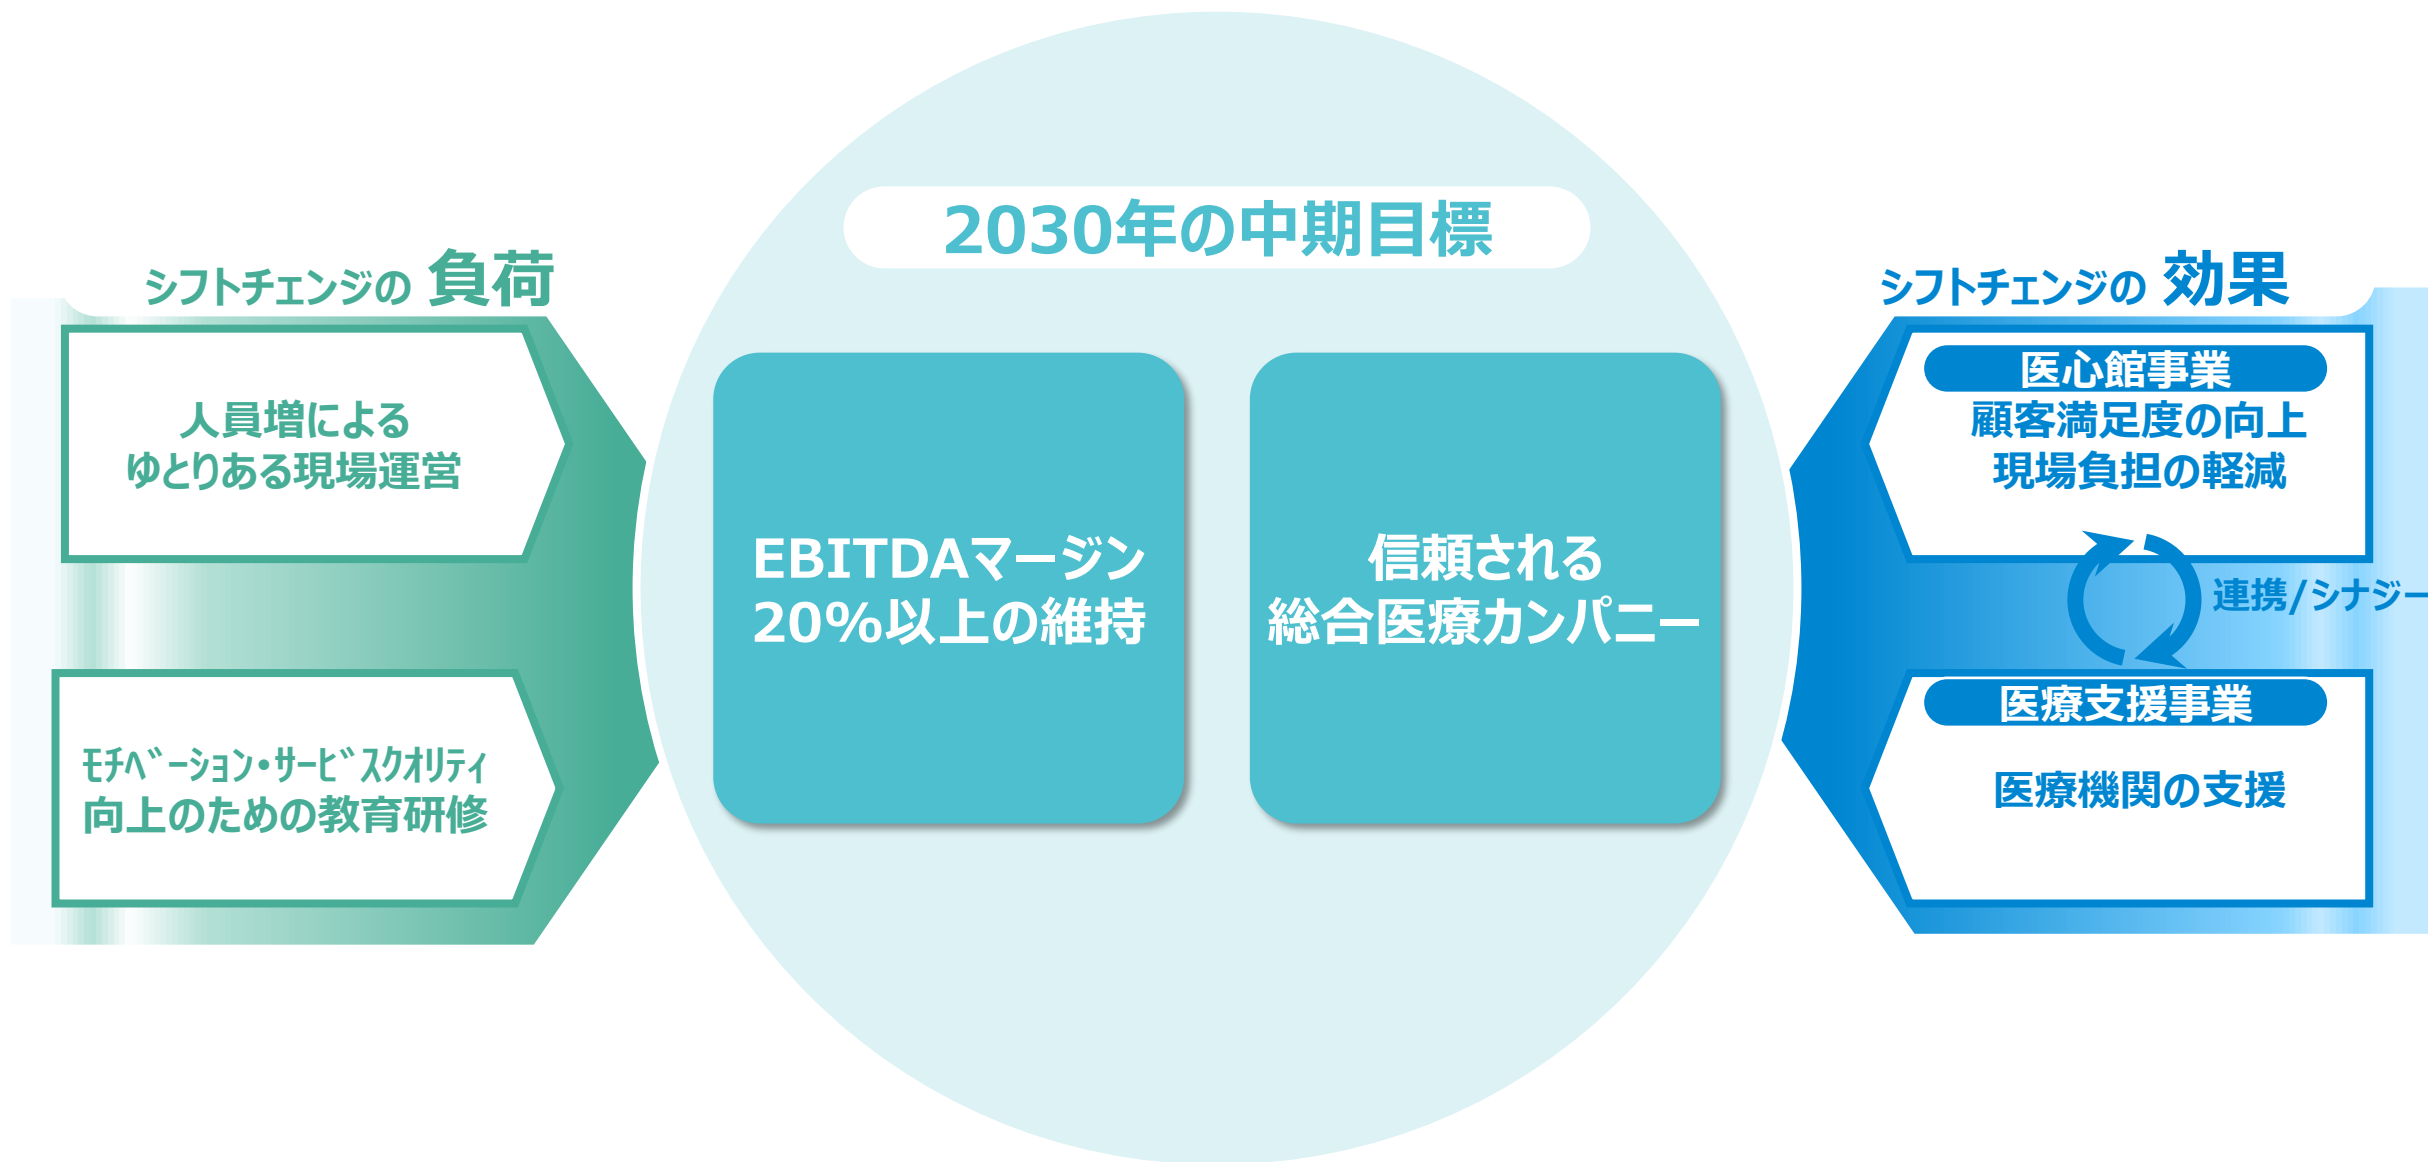 2030年の中期目標
シフトチェンジの 負荷
人員増による
ゆとりある現場運営
ﾓﾁﾍﾞｰｼｮﾝ･ｻｰﾋﾞｽｸｵﾘﾃｨ
向上のための教育研修
EBITDAマージン
20%以上の維持
信頼される
総合医療カンパニー
シフトチェンジの 効果
医心館事業
顧客満足度の向上
現場負担の軽減
連携/シナジー
医療支援事業
医療機関の支援